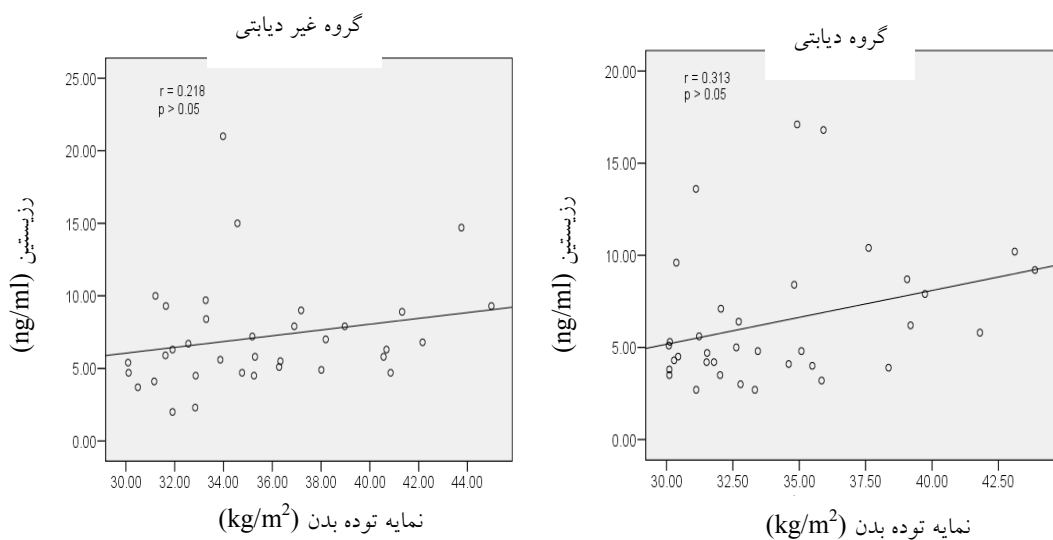 گروه غیر دیابتی
r = 0.218
p > 0.05
25.00
20.00
15.00
10.00
5.00
0.00
رزیستین (ng/ml)
30.00 32.00 34.00 36.00 38.00 40.00 42.00 44.00
نمایه توده بدن (kg/m²)
گروه دیابتی
r = 0.313
p > 0.05
20.00
15.00
10.00
5.00
0.00
رزیستین (ng/ml)
30.00 32.50 35.00 37.50 40.00 42.50
نمایه توده بدن (kg/m²)